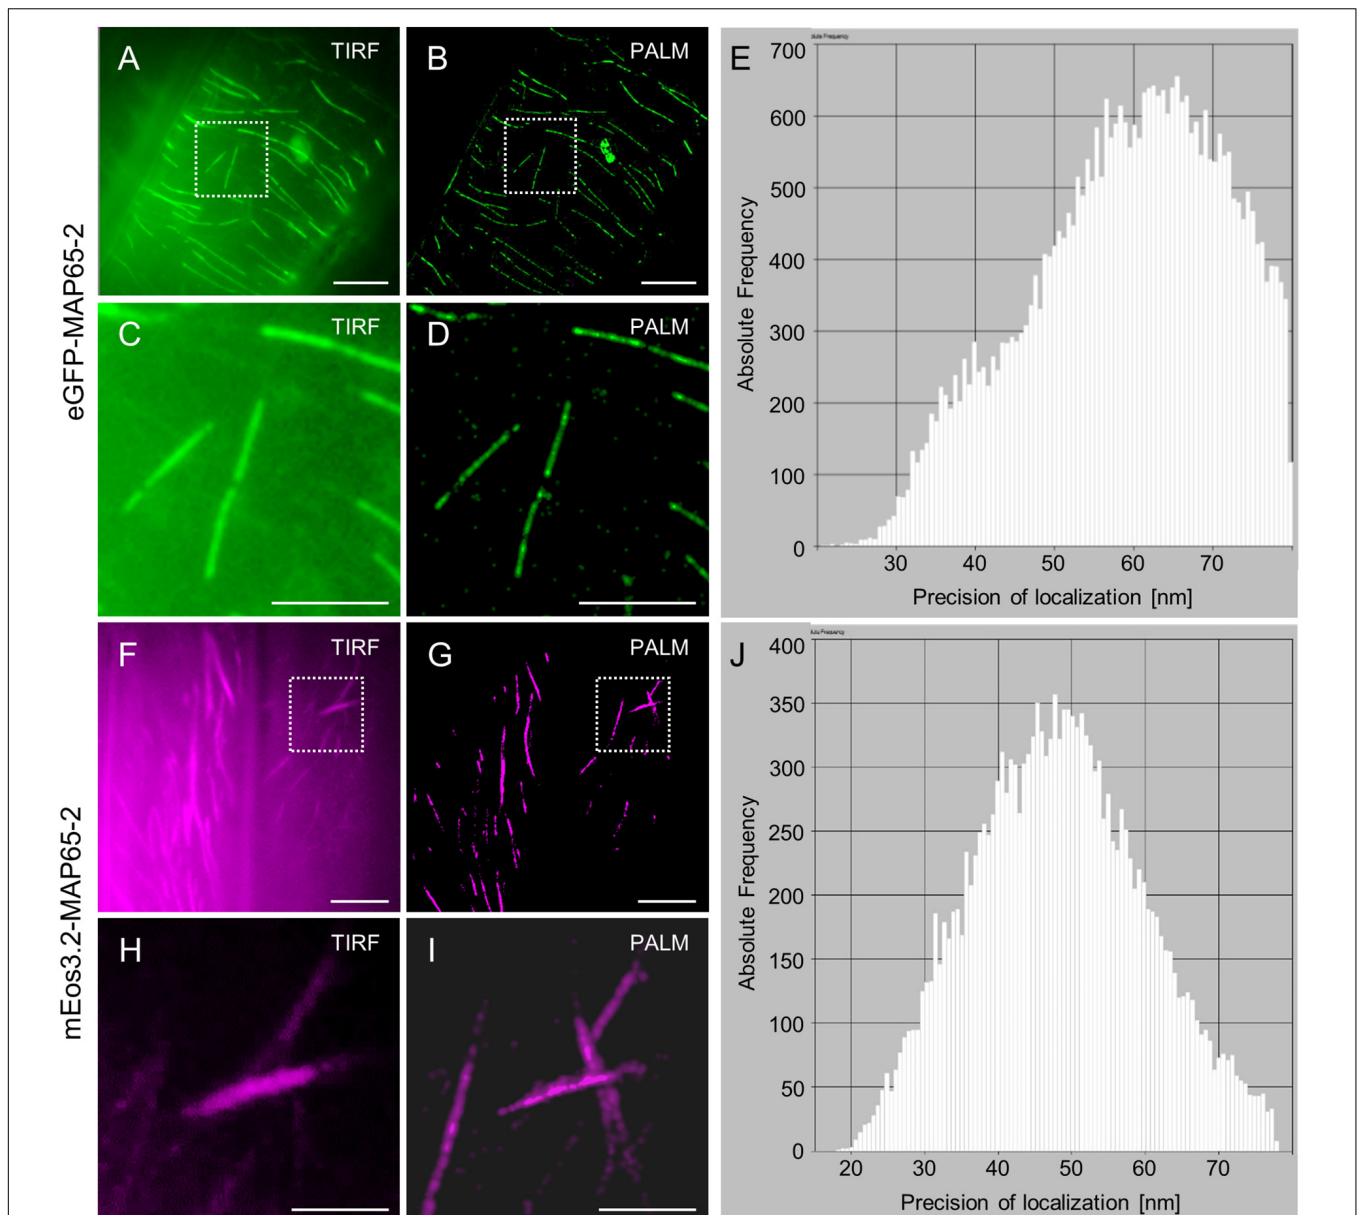 eGFP-MAP65-2
A TIRF
B PALM
C TIRF
D PALM
E
Absolute Frequency
700
600
500
400
300
200
100
0
30 40 50 60 70
Precision of localization [nm]
mEos3.2-MAP65-2
F TIRF
G PALM
H TIRF
I PALM
J
Absolute Frequency
400
350
300
250
200
150
100
50
0
20 30 40 50 60 70
Precision of localization [nm]